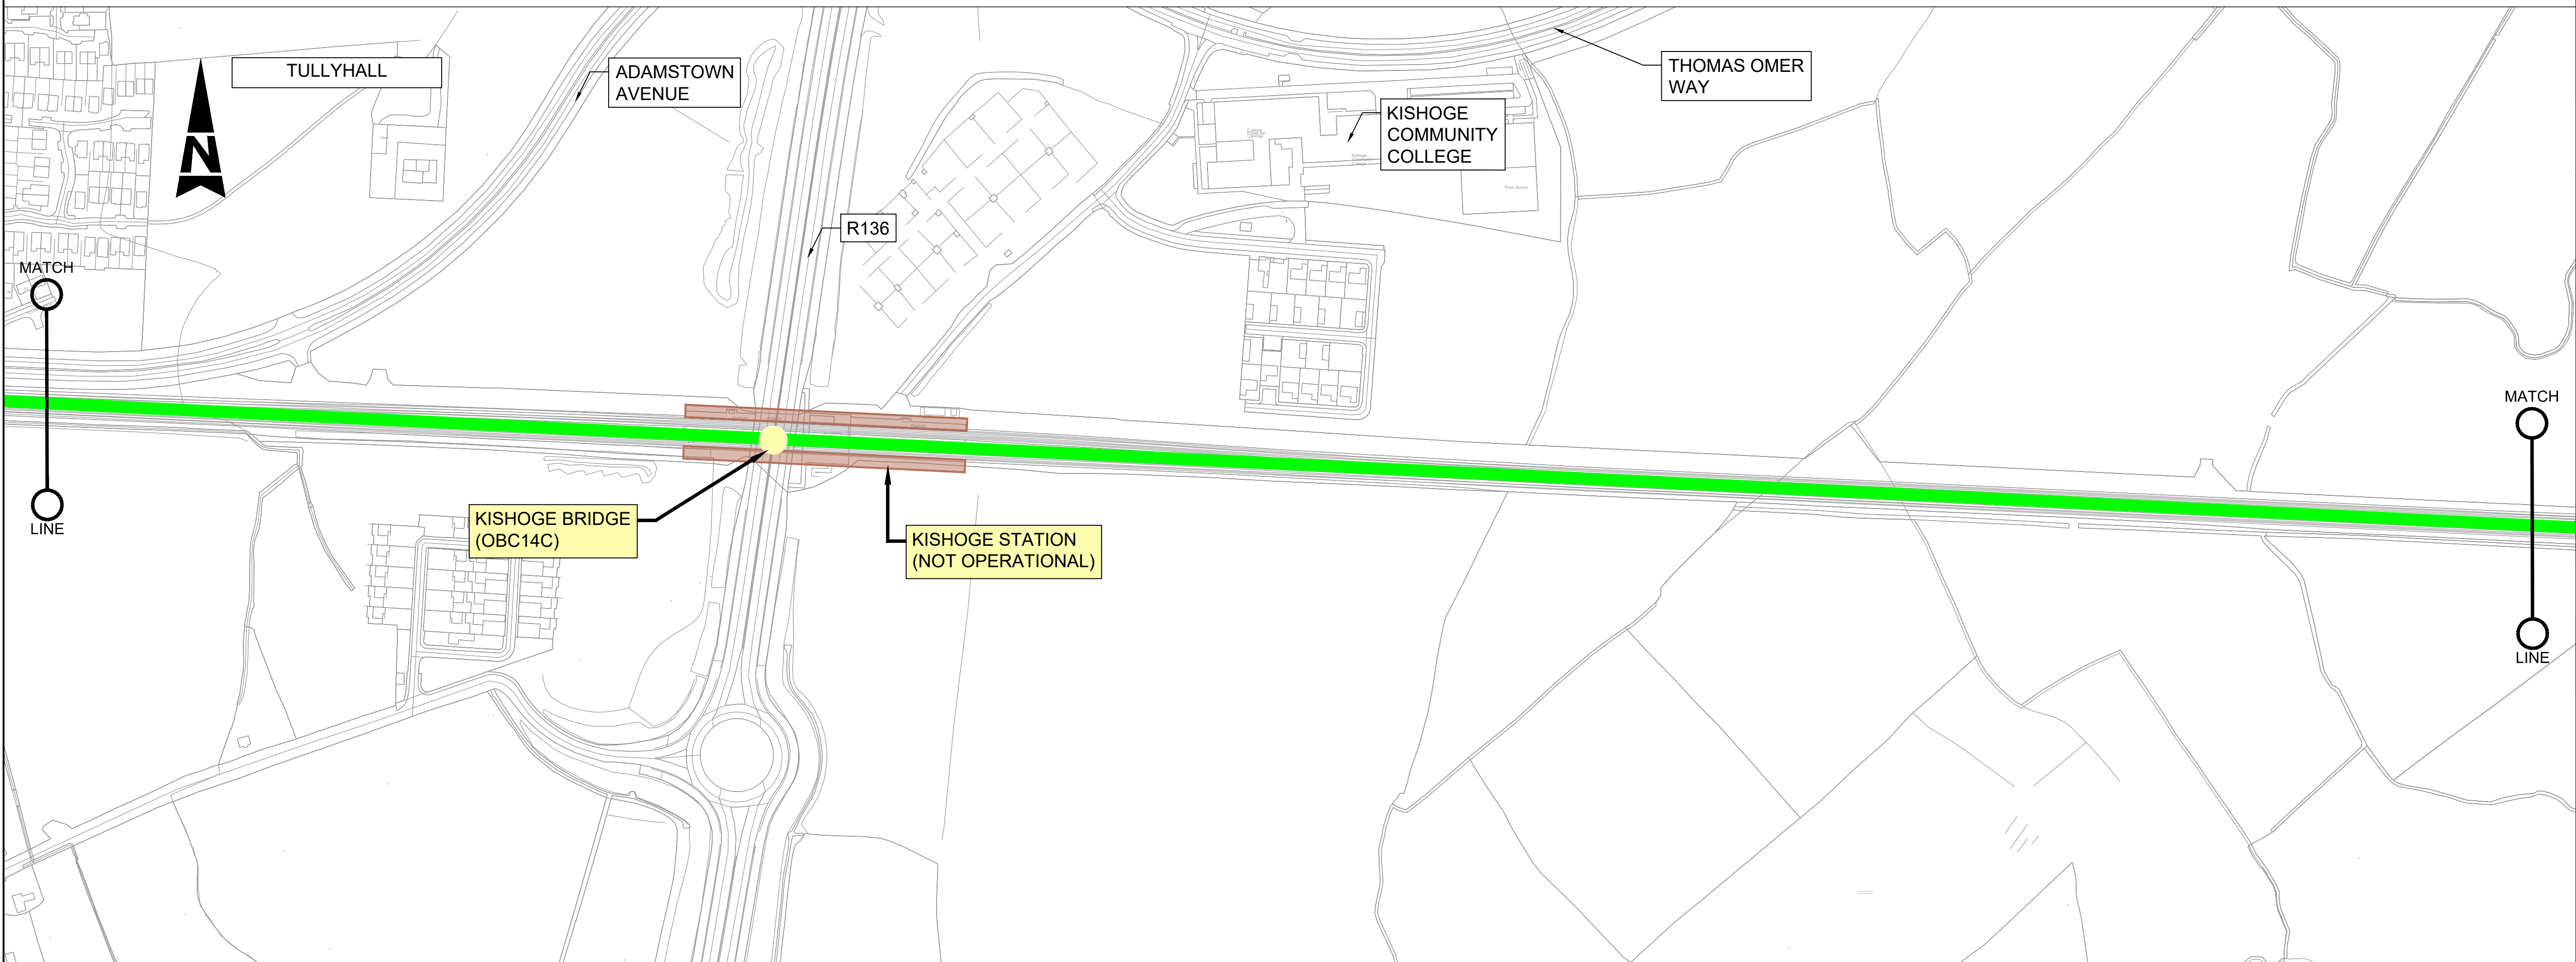 TULLYHALL
N
ADAMSTOWN
AVENUE
THOMAS OMER
WAY
KISHOGE
COMMUNITY
COLLEGE
R136
MATCH
LINE
KISHOGE BRIDGE
(OBC14C)
KISHOGE STATION
(NOT OPERATIONAL)
MATCH
LINE